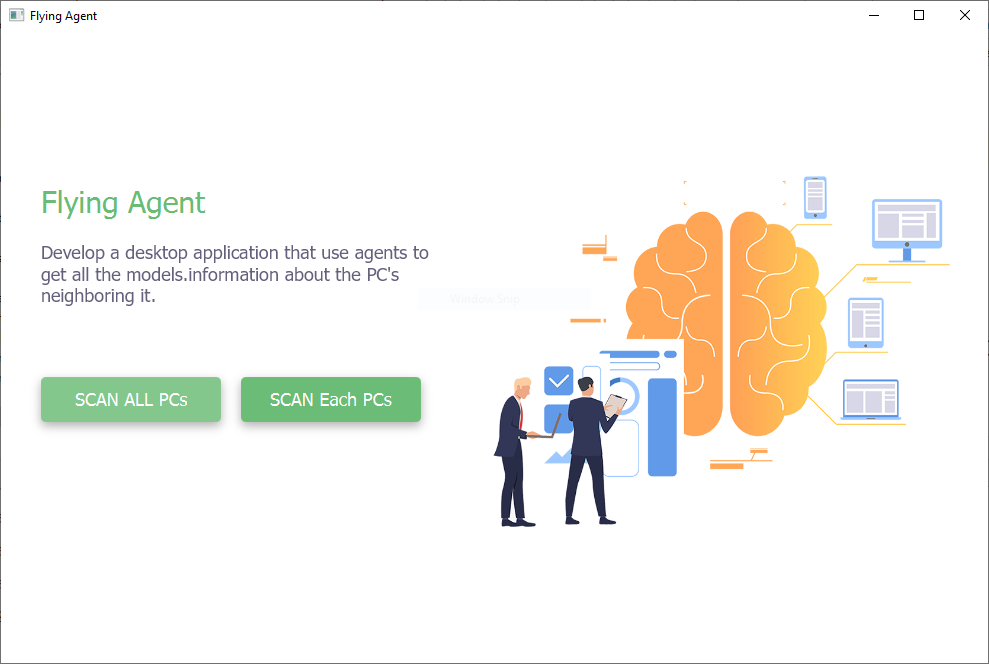 Flying Agent
Flying Agent
Develop a desktop application that use agents to
get all the models.information about the PC's
neighboring it.
Window Snip
SCAN ALL PCs
SCAN Each PCs